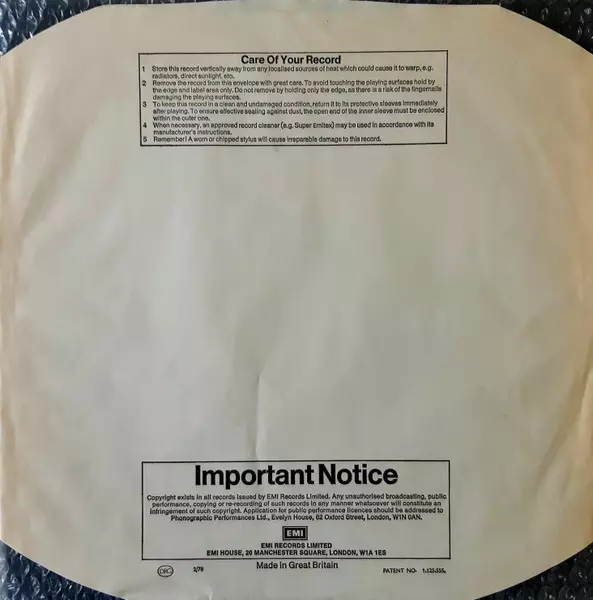 Care Of Your Record
1 Store this record vertically away from any localised sources of heat which could cause it to warp, e.g.
radiators, direct sunlight, etc.
2 Remove the record from this envelope with great care. To avoid touching the playing surfaces hold by
the edge and label area only. Do not remove by holding only the edge, as there is a risk of the fingernails
damaging the playing surfaces.
3 To keep this record in a clean and undamaged condition, return it to its protective sleeves immediately
after playing. To ensure effective sealing against dust, the open end of the inner sleeve must be enclosed
within the outer one.
4 When necessary, an approved record cleaner (e.g. Super Emitex) may be used in accordance with its
manufacturer's instructions.
5 Remember! A worn or chipped stylus will cause irreparable damage to this record.
Important Notice
Copyright exists in all records issued by EMI Records Limited. Any unauthorised broadcasting, public
performance, copying or re-recording of such records in any manner whatsoever will constitute an
infringement of such copyright. Application for public performance licences should be addressed to
Phonographic Performances Ltd., Evelyn House, 62 Oxford Street, London, W1N 0AN.
EMI
EMI RECORDS LIMITED
EMI HOUSE, 20 MANCHESTER SQUARE, LONDON, W1A 1ES
DRG 2/78 Made in Great Britain PATENT NO. 1,125,555,